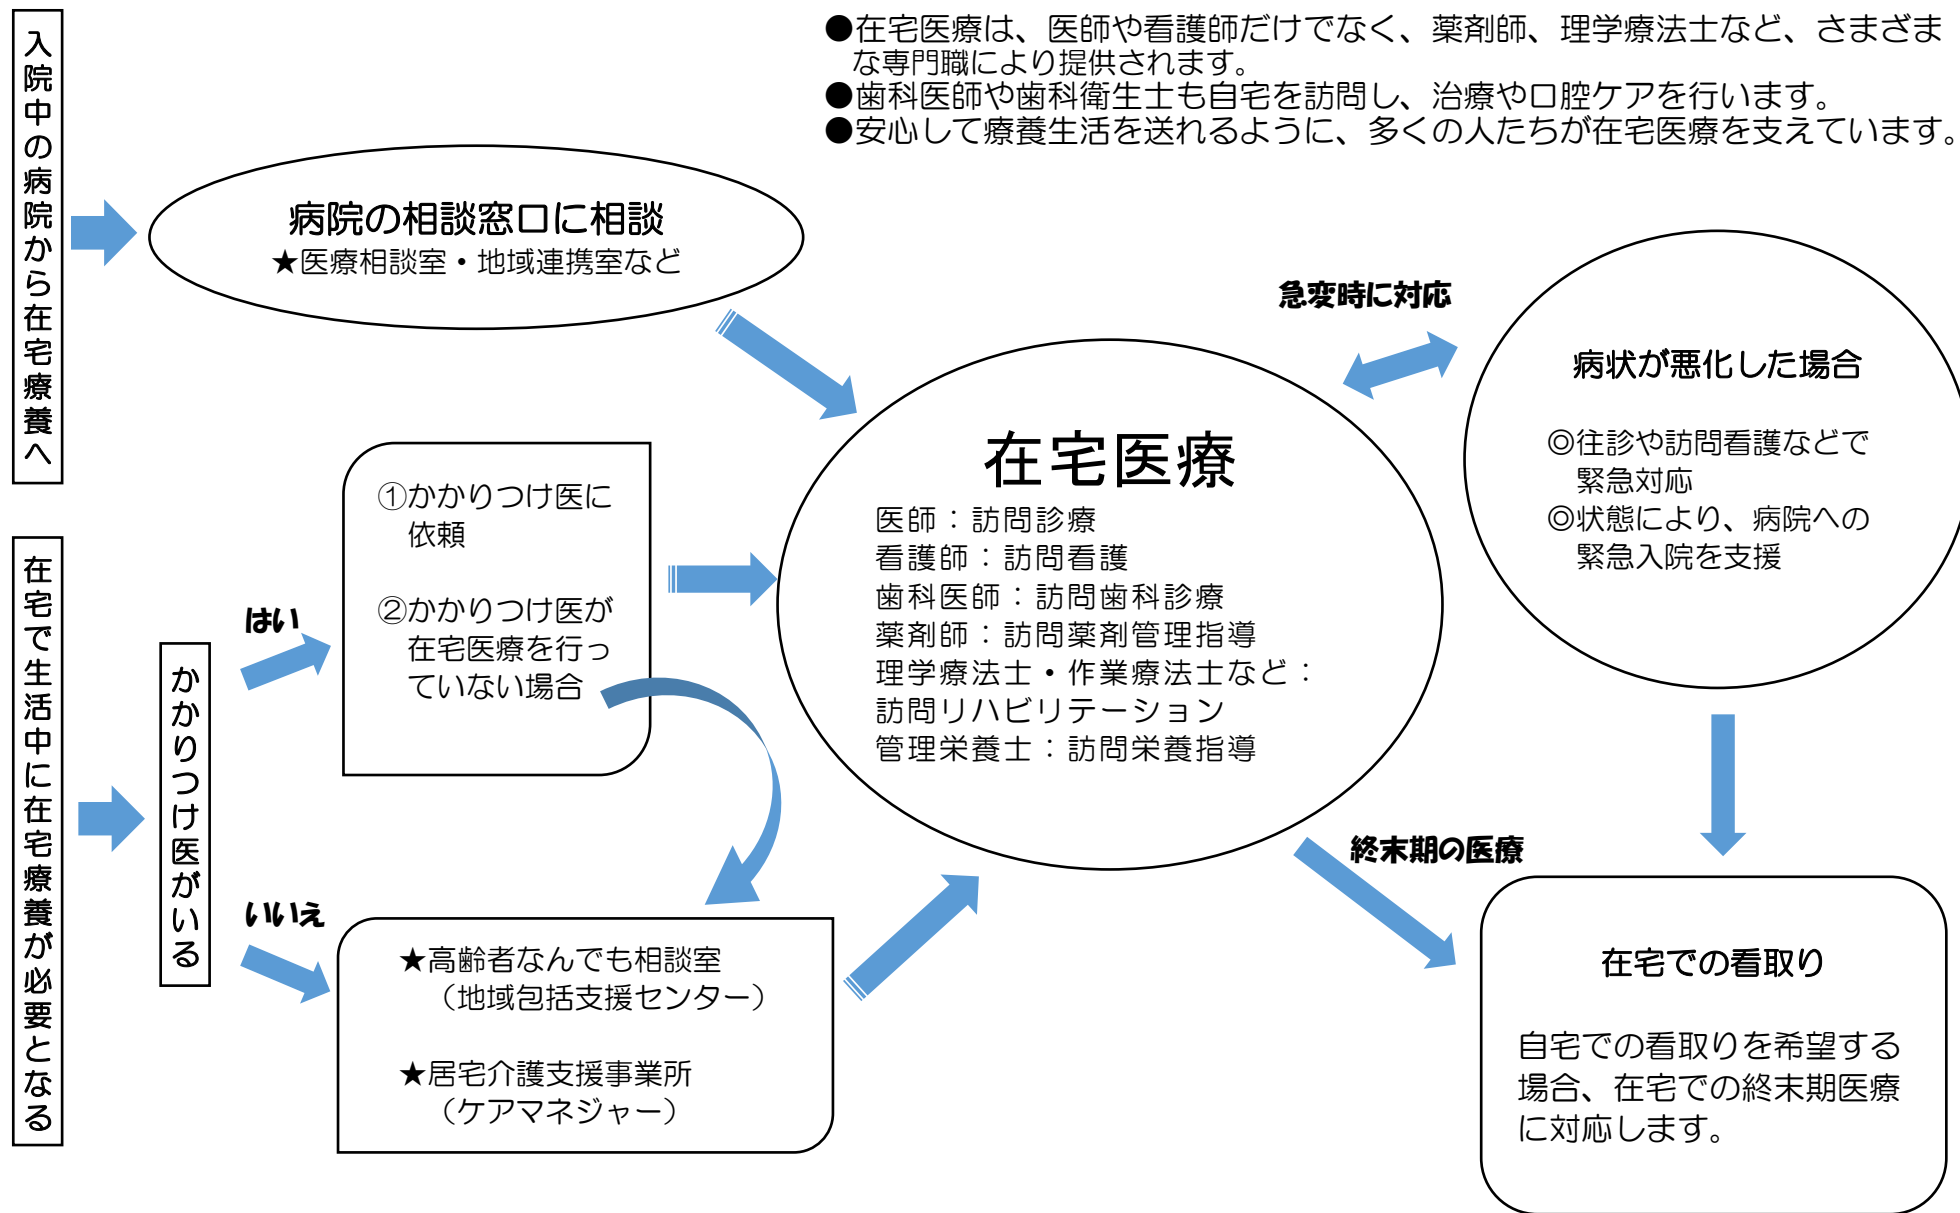 ●在宅医療は、医師や看護師だけでなく、薬剤師、理学療法士など、さまざま
な専門職により提供されます。
●歯科医師や歯科衛生士も自宅を訪問し、治療や口腔ケアを行います。
●安心して療養生活を送れるように、多くの人たちが在宅医療を支えています。
入院中の病院から在宅療養へ
病院の相談窓口に相談
★医療相談室・地域連携室など
在宅で生活中に在宅療養が必要となる
かかりつけ医がいる
はい
①かかりつけ医に
依頼
②かかりつけ医が
在宅医療を行っ
ていない場合
いいえ
★高齢者なんでも相談室
（地域包括支援センター）
★居宅介護支援事業所
（ケアマネジャー）
在宅医療
医師：訪問診療
看護師：訪問看護
歯科医師：訪問歯科診療
薬剤師：訪問薬剤管理指導
理学療法士・作業療法士など：
訪問リハビリテーション
管理栄養士：訪問栄養指導
急変時に対応
病状が悪化した場合
◎往診や訪問看護などで
緊急対応
◎状態により、病院への
緊急入院を支援
終末期の医療
在宅での看取り
自宅での看取りを希望する
場合、在宅での終末期医療
に対応します。